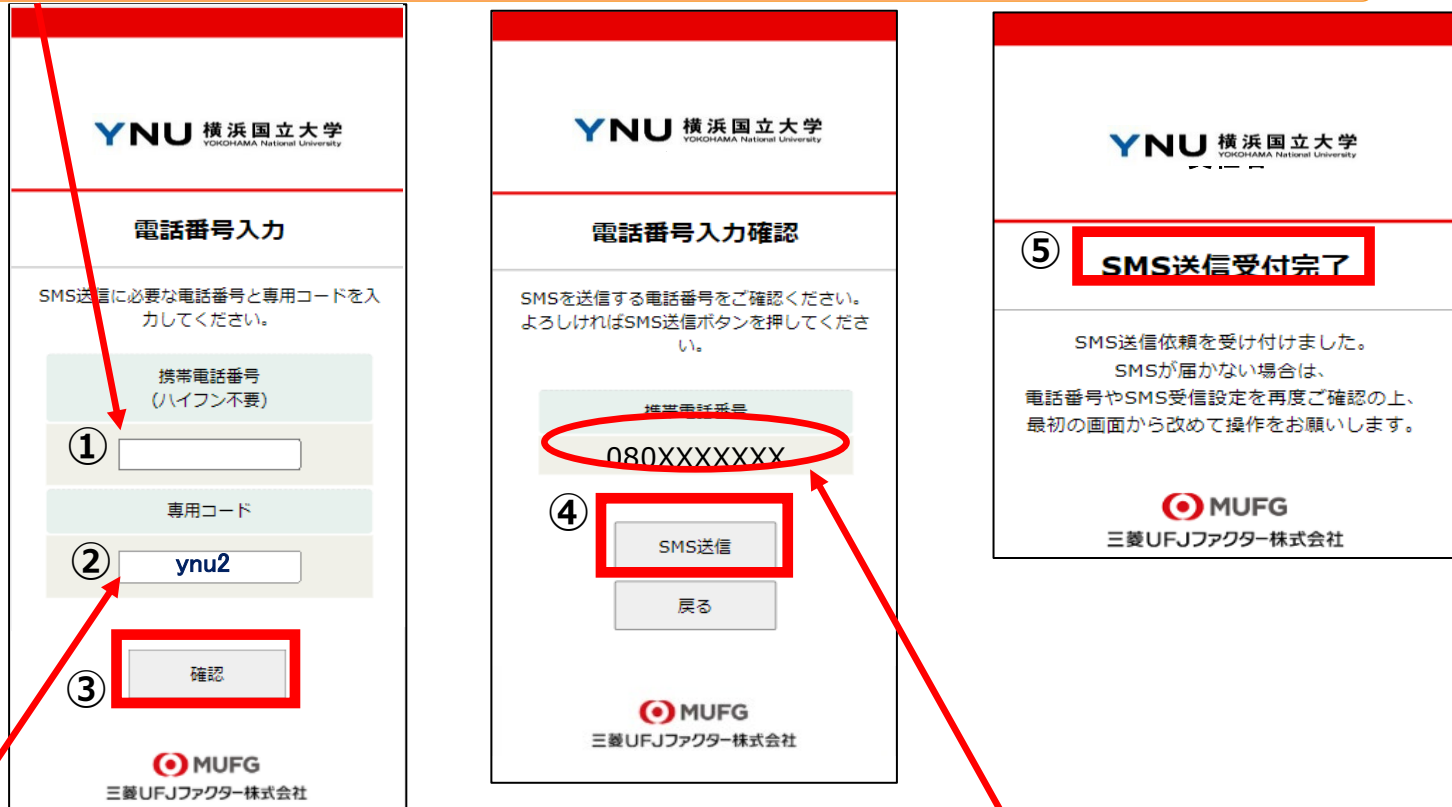 YNU 横浜国立大学
YOKOHAMA National University
電話番号入力
SMS送信に必要な電話番号と専用コードを入
力してください。
携帯電話番号
(ハイフン不要)
①
専用コード
② ynu2
③ 確認
MUFG
三菱UFJファクター株式会社
YNU 横浜国立大学
YOKOHAMA National University
電話番号入力確認
SMSを送信する電話番号をご確認ください。
よろしければSMS送信ボタンを押してくださ
い。
携帯電話番号
080XXXXXXX
④ SMS送信
戻る
MUFG
三菱UFJファクター株式会社
YNU 横浜国立大学
YOKOHAMA National University
⑤ SMS送信受付完了
SMS送信依頼を受け付けました。
SMSが届かない場合は、
電話番号やSMS受信設定を再度ご確認の上、
最初の画面から改めて操作をお願いします。
MUFG
三菱UFJファクター株式会社